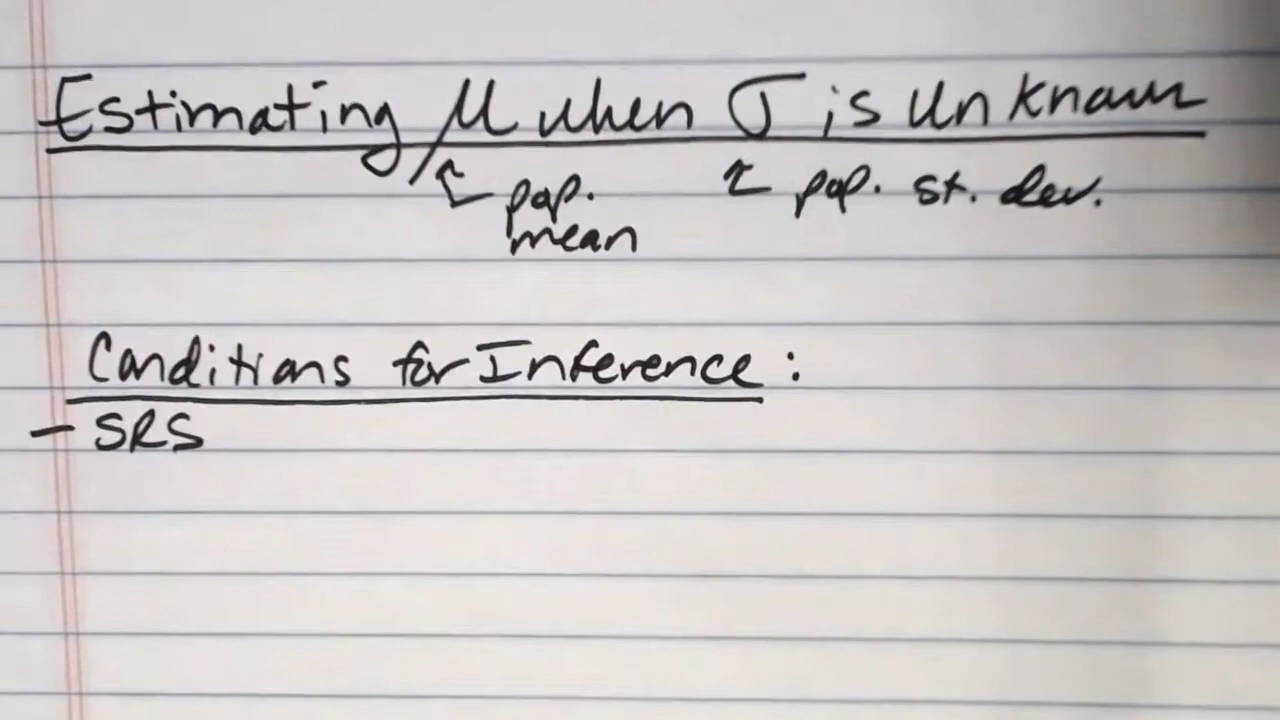 Estimating μ when σ is unknown
pop. mean
pop. st. dev.
Conditions for Inference:
- SRS